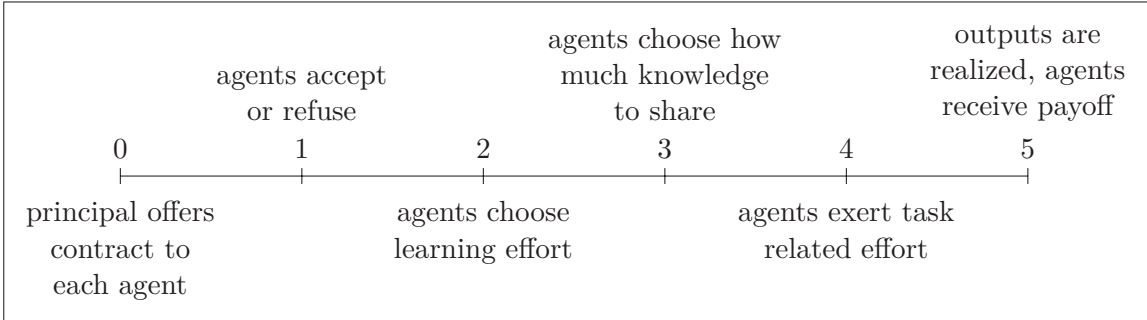 agents accept
or refuse
agents choose how
much knowledge
to share
outputs are
realized, agents
receive payoff
0 1 2 3 4 5
principal offers
contract to
each agent
agents choose
learning effort
agents exert task
related effort